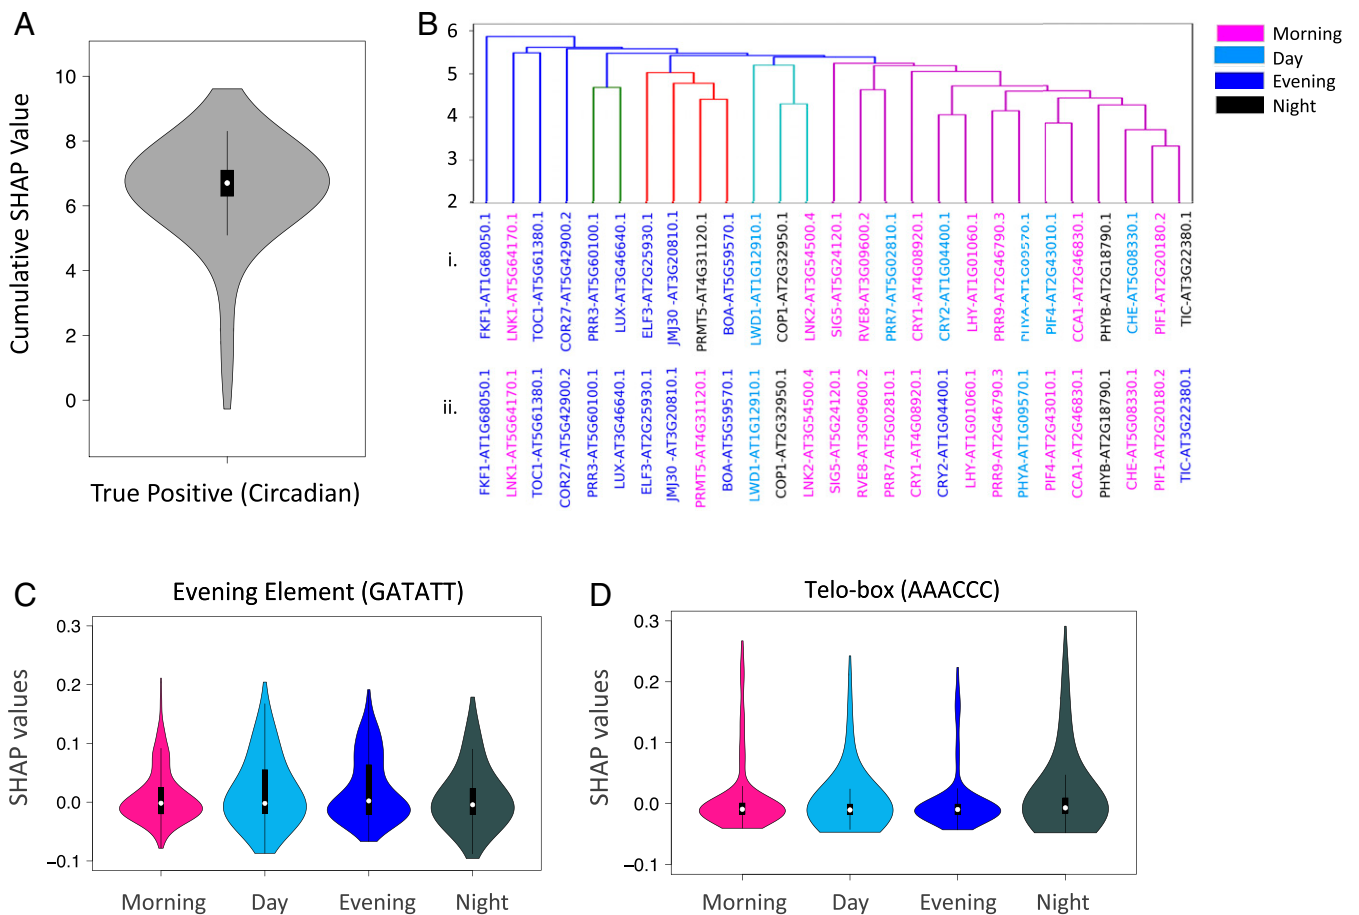 A
10
8
6
4
2
0
Cumulative SHAP Value
True Positive (Circadian)
B
6
5
4
3
2
Morning
Day
Evening
Night
i.
FKF1-AT1G68050.1
LNK1-AT5G64170.1
TOC1-AT5G61380.1
COR27-AT5G42900.2
PRR3-AT5G60100.1
LUX-AT3G46640.1
ELF3-AT2G25930.1
JMJ30 -AT3G20810.1
PRMT5-AT4G31120.1
BOA-AT5G59570.1
LWD1-AT1G12910.1
COP1-AT2G32950.1
LNK2-AT3G54500.4
SIG5-AT5G24120.1
RVE8-AT3G09600.2
PRR7-AT5G02810.1
CRY1-AT4G08920.1
CRY2-AT1G04400.1
LHY-AT1G01060.1
PRR9-AT2G46790.3
PHYA-AT1G09570.1
PIF4-AT2G43010.1
CCA1-AT2G46830.1
PHYB-AT2G18790.1
CHE-AT5G08330.1
PIF1-AT2G20180.2
TIC-AT3G22380.1
ii.
FKF1-AT1G68050.1
LNK1-AT5G64170.1
TOC1-AT5G61380.1
COR27-AT5G42900.2
PRR3-AT5G60100.1
LUX-AT3G46640.1
ELF3-AT2G25930.1
JMJ30 -AT3G20810.1
PRMT5-AT4G31120.1
BOA-AT5G59570.1
LWD1-AT1G12910.1
COP1-AT2G32950.1
LNK2-AT3G54500.4
SIG5-AT5G24120.1
RVE8-AT3G09600.2
PRR7-AT5G02810.1
CRY1-AT4G08920.1
CRY2-AT1G04400.1
LHY-AT1G01060.1
PRR9-AT2G46790.3
PHYA-AT1G09570.1
PIF4-AT2G43010.1
CCA1-AT2G46830.1
PHYB-AT2G18790.1
CHE-AT5G08330.1
PIF1-AT2G20180.2
TIC-AT3G22380.1
C
Evening Element (GATATT)
0.3
0.2
0.1
0.0
−0.1
SHAP values
Morning Day Evening Night
D
Telo-box (AAACCC)
0.3
0.2
0.1
0.0
−0.1
SHAP values
Morning Day Evening Night